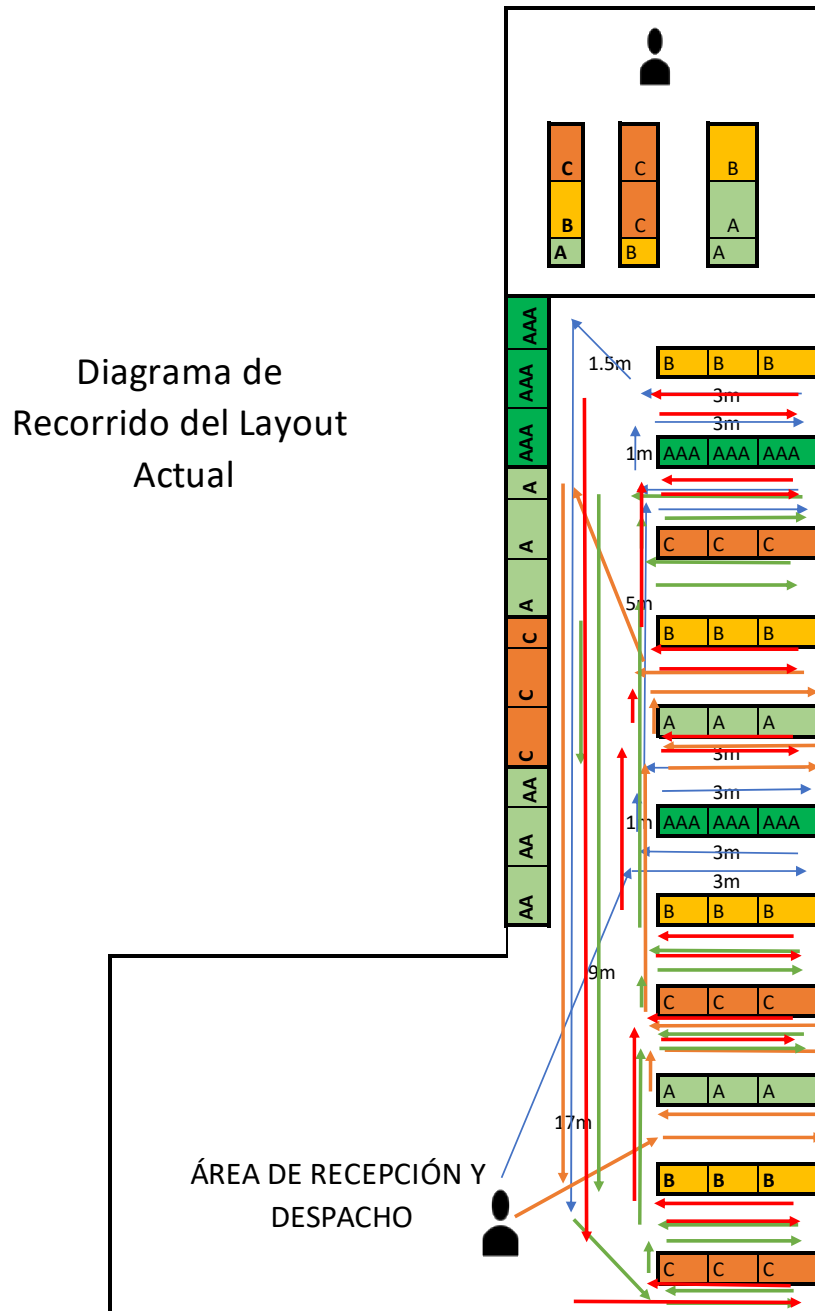 C C B
B C A
A B A
AAA
AAA
AAA
A
A
A
C
C
C
AA
AA
AA
Diagrama de
Recorrido del Layout
Actual
1.5m
B B B
3m
3m
1m
AAA AAA AAA
C C C
5m
B B B
A A A
3m
3m
1m
AAA AAA AAA
3m
3m
B B B
9m
C C C
A A A
17m
ÁREA DE RECEPCIÓN Y
DESPACHO
B B B
C C C